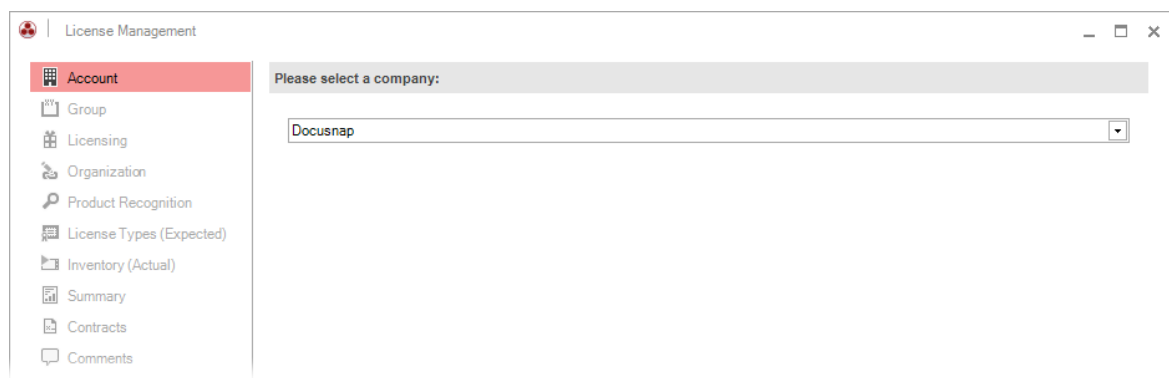 License Management
Account
Please select a company:
Group
Docusnap
Licensing
Organization
Product Recognition
License Types (Expected)
Inventory (Actual)
Summary
Contracts
Comments